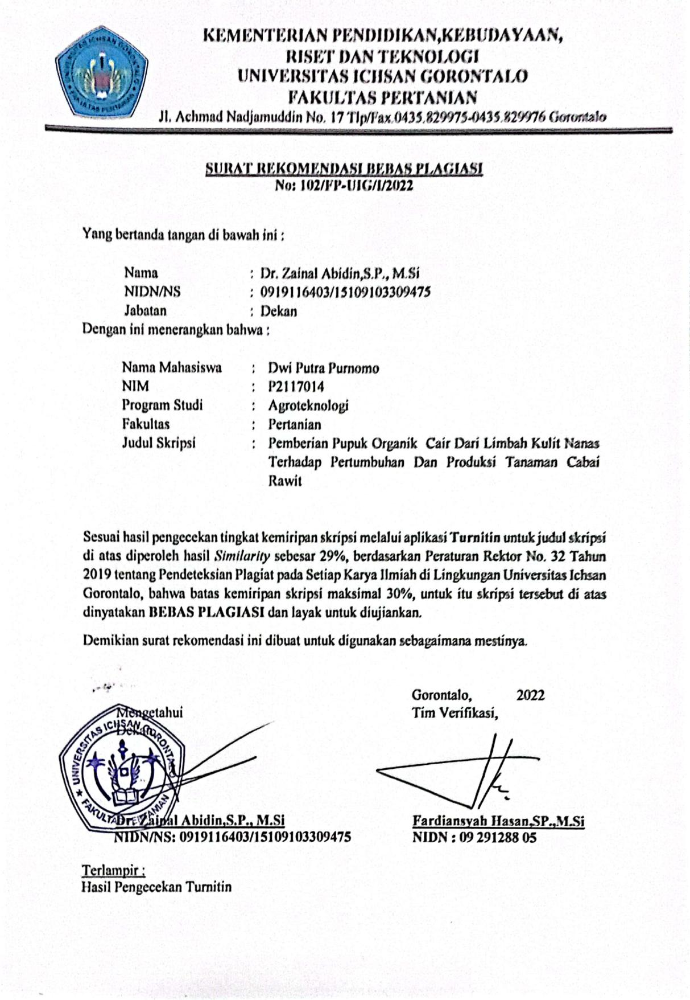 KEMENTERIAN PENDIDIKAN,KEBUDAYAAN,
RISET DAN TEKNOLOGI
UNIVERSITAS ICHSAN GORONTALO
FAKULTAS PERTANIAN
Jl. Achmad Nadjamuddin No. 17 Tlp/Fax.0435.829975-0435.829976 Gorontalo
UNIVERSITAS ICHSAN GORONTALO
FAKULTAS PERTANIAN
SURAT REKOMENDASI BEBAS PLAGIASI
No: 102/FP-UIG/I/2022
Yang bertanda tangan di bawah ini :
Nama : Dr. Zainal Abidin,S.P., M.Si
NIDN/NS : 0919116403/15109103309475
Jabatan : Dekan
Dengan ini menerangkan bahwa :
Nama Mahasiswa : Dwi Putra Purnomo
NIM : P2117014
Program Studi : Agroteknologi
Fakultas : Pertanian
Judul Skripsi : Pemberian Pupuk Organik Cair Dari Limbah Kulit Nanas
Terhadap Pertumbuhan Dan Produksi Tanaman Cabai
Rawit
Sesuai hasil pengecekan tingkat kemiripan skripsi melalui aplikasi Turnitin untuk judul skripsi
di atas diperoleh hasil Similarity sebesar 29%, berdasarkan Peraturan Rektor No. 32 Tahun
2019 tentang Pendeteksian Plagiat pada Setiap Karya Ilmiah di Lingkungan Universitas Ichsan
Gorontalo, bahwa batas kemiripan skripsi maksimal 30%, untuk itu skripsi tersebut di atas
dinyatakan BEBAS PLAGIASI dan layak untuk diujiankan.
Demikian surat rekomendasi ini dibuat untuk digunakan sebagaimana mestinya.
Gorontalo, 2022
Mengetahui Tim Verifikasi,
Dekan
UNIVERSITAS ICHSAN GORONTALO
FAKULTAS PERTANIAN
Dr. Zainal Abidin,S.P., M.Si Fardiansyah Hasan,SP.,M.Si
NIDN/NS: 0919116403/15109103309475 NIDN : 09 291288 05
Terlampir :
Hasil Pengecekan Turnitin